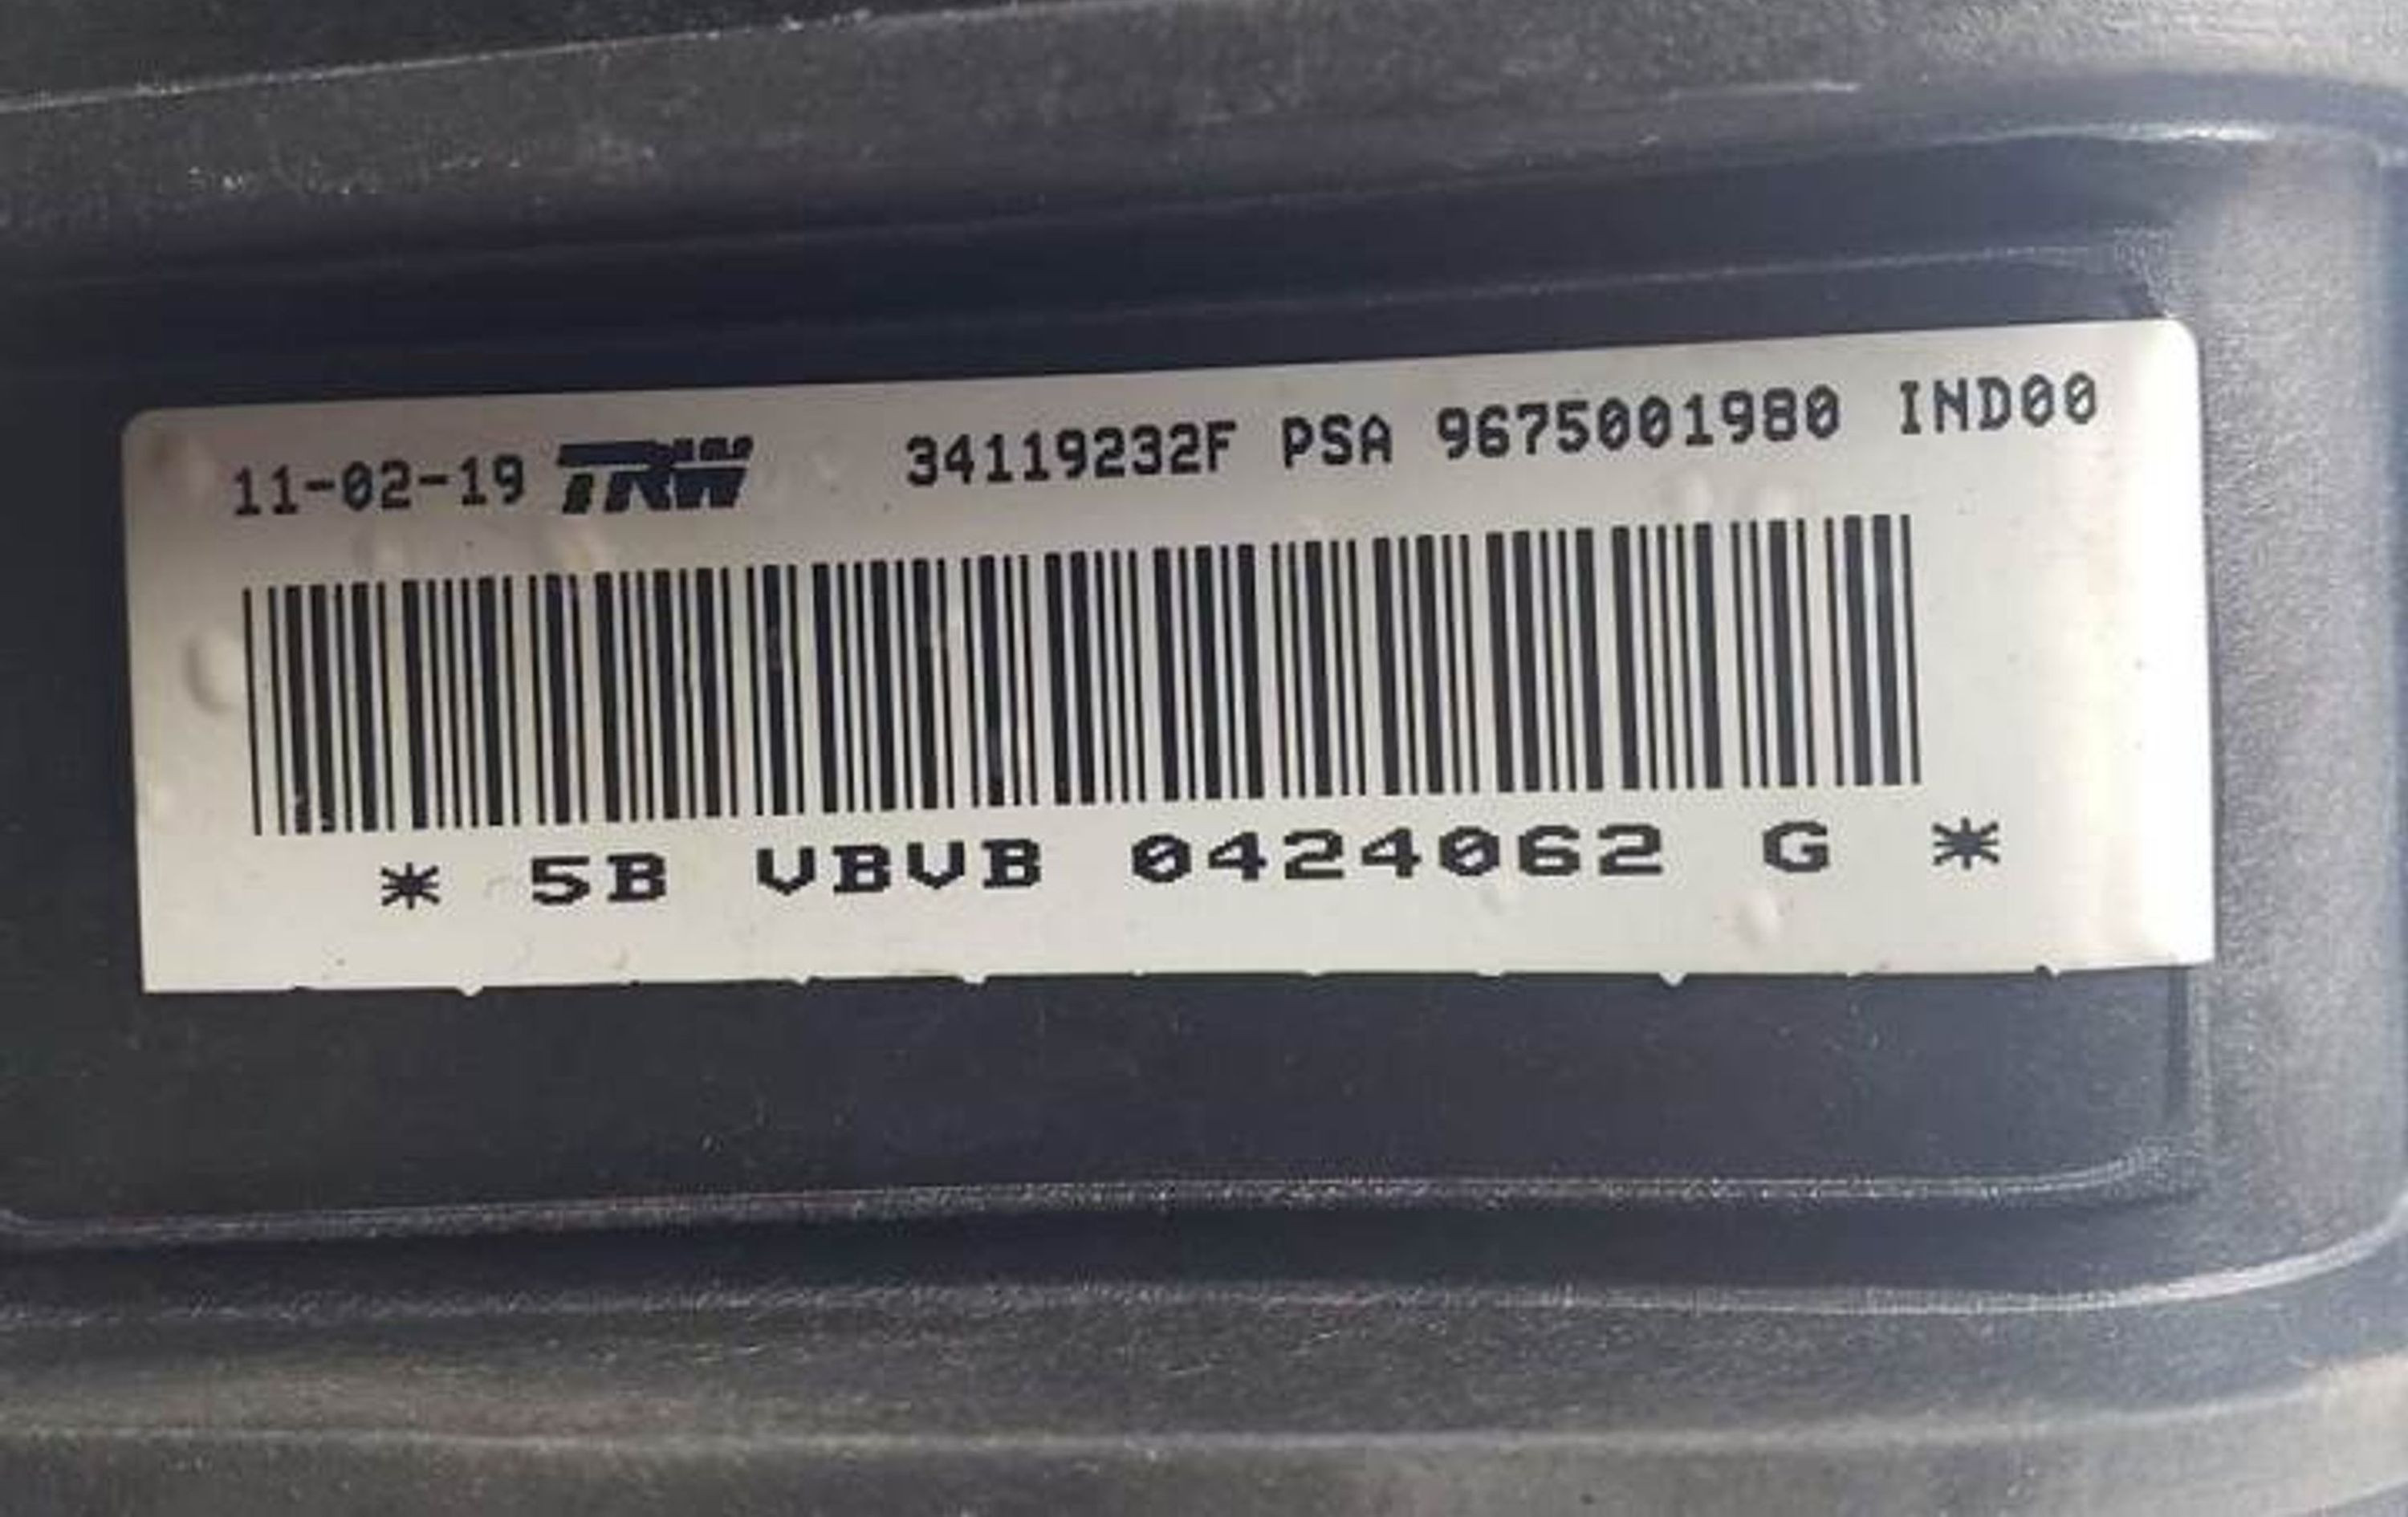 11-02-19 TRW 34119232F PSA 9675001980 IND00
* 5B VBVB 0424062 G *